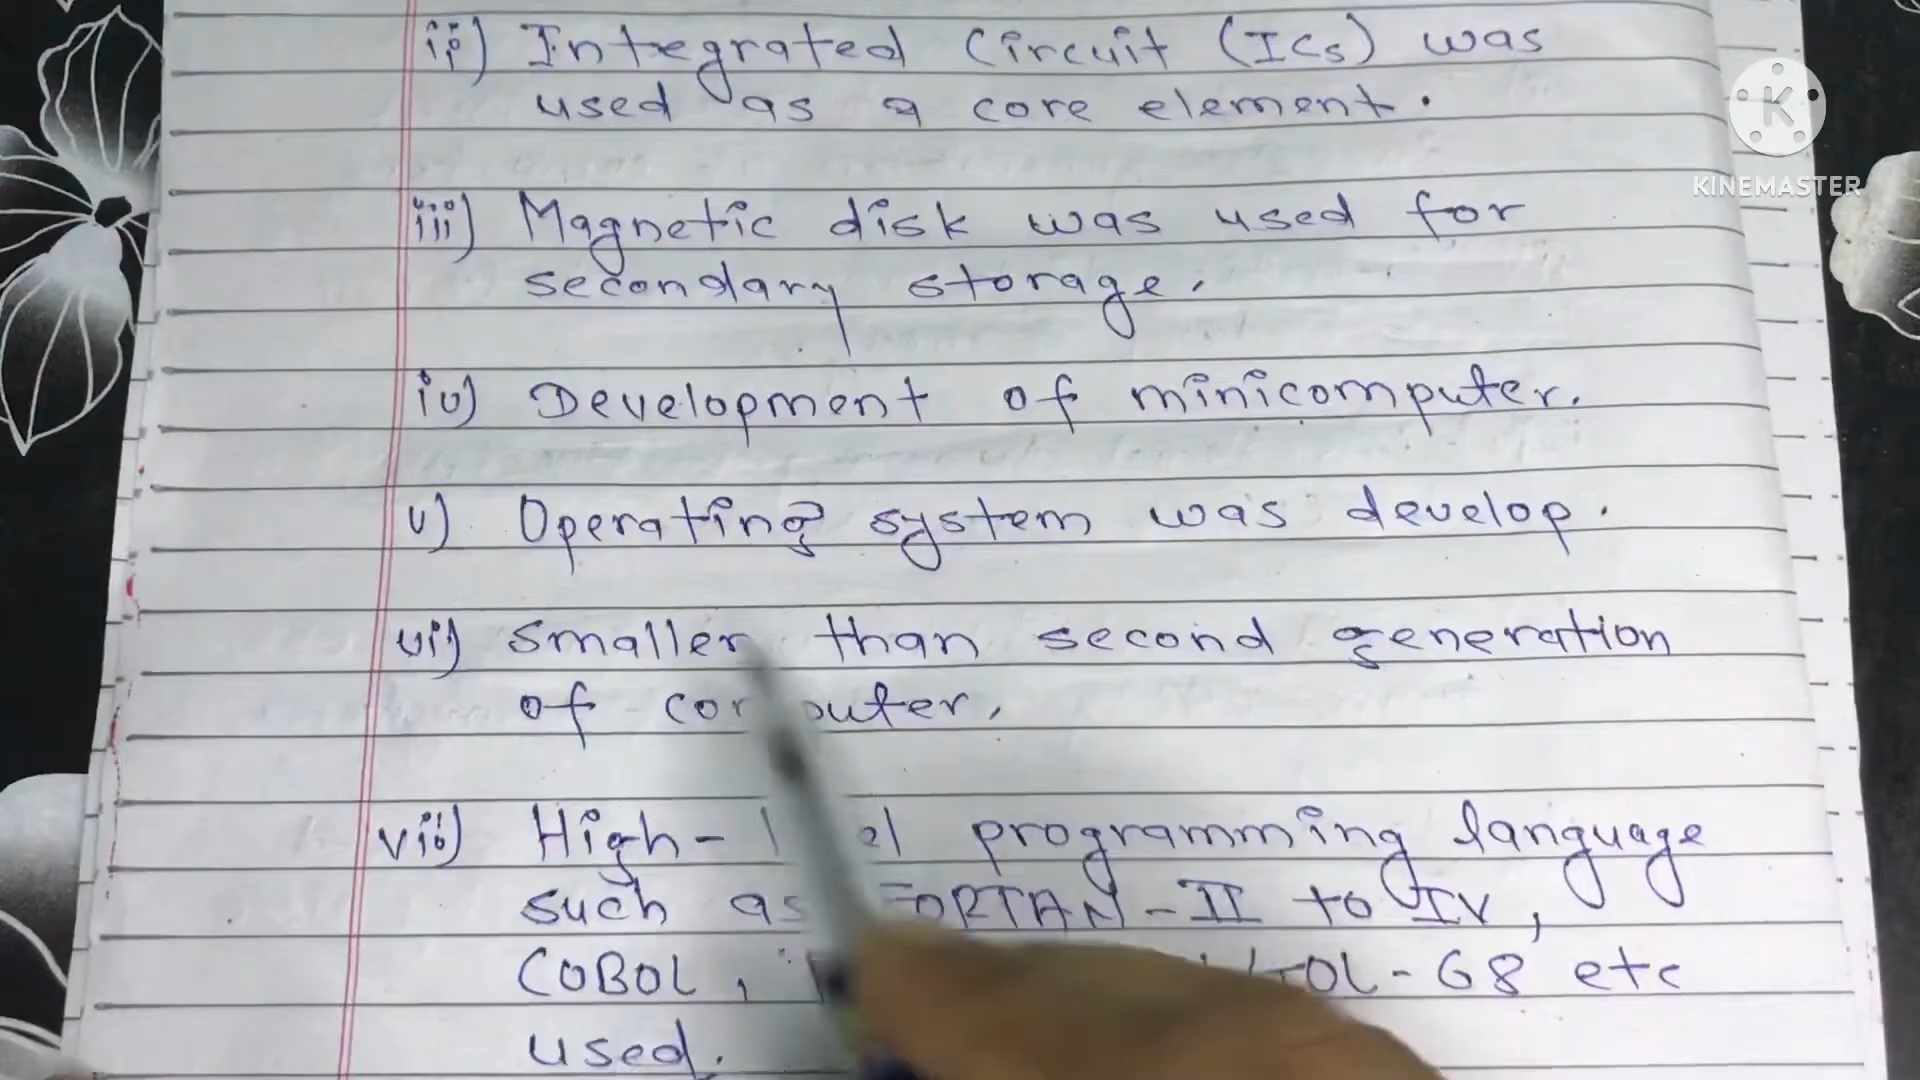 ii) Integrated Circuit (ICs) was
used as a core element.
KINEMASTER
iii) Magnetic disk was used for
secondary storage.
iv) Development of minicomputer.
v) Operating system was develop.
vi) Smaller than second generation
of computer.
vii) High-level programming language
such as FORTAN-II to IV,
COBOL, -68 etc
used.